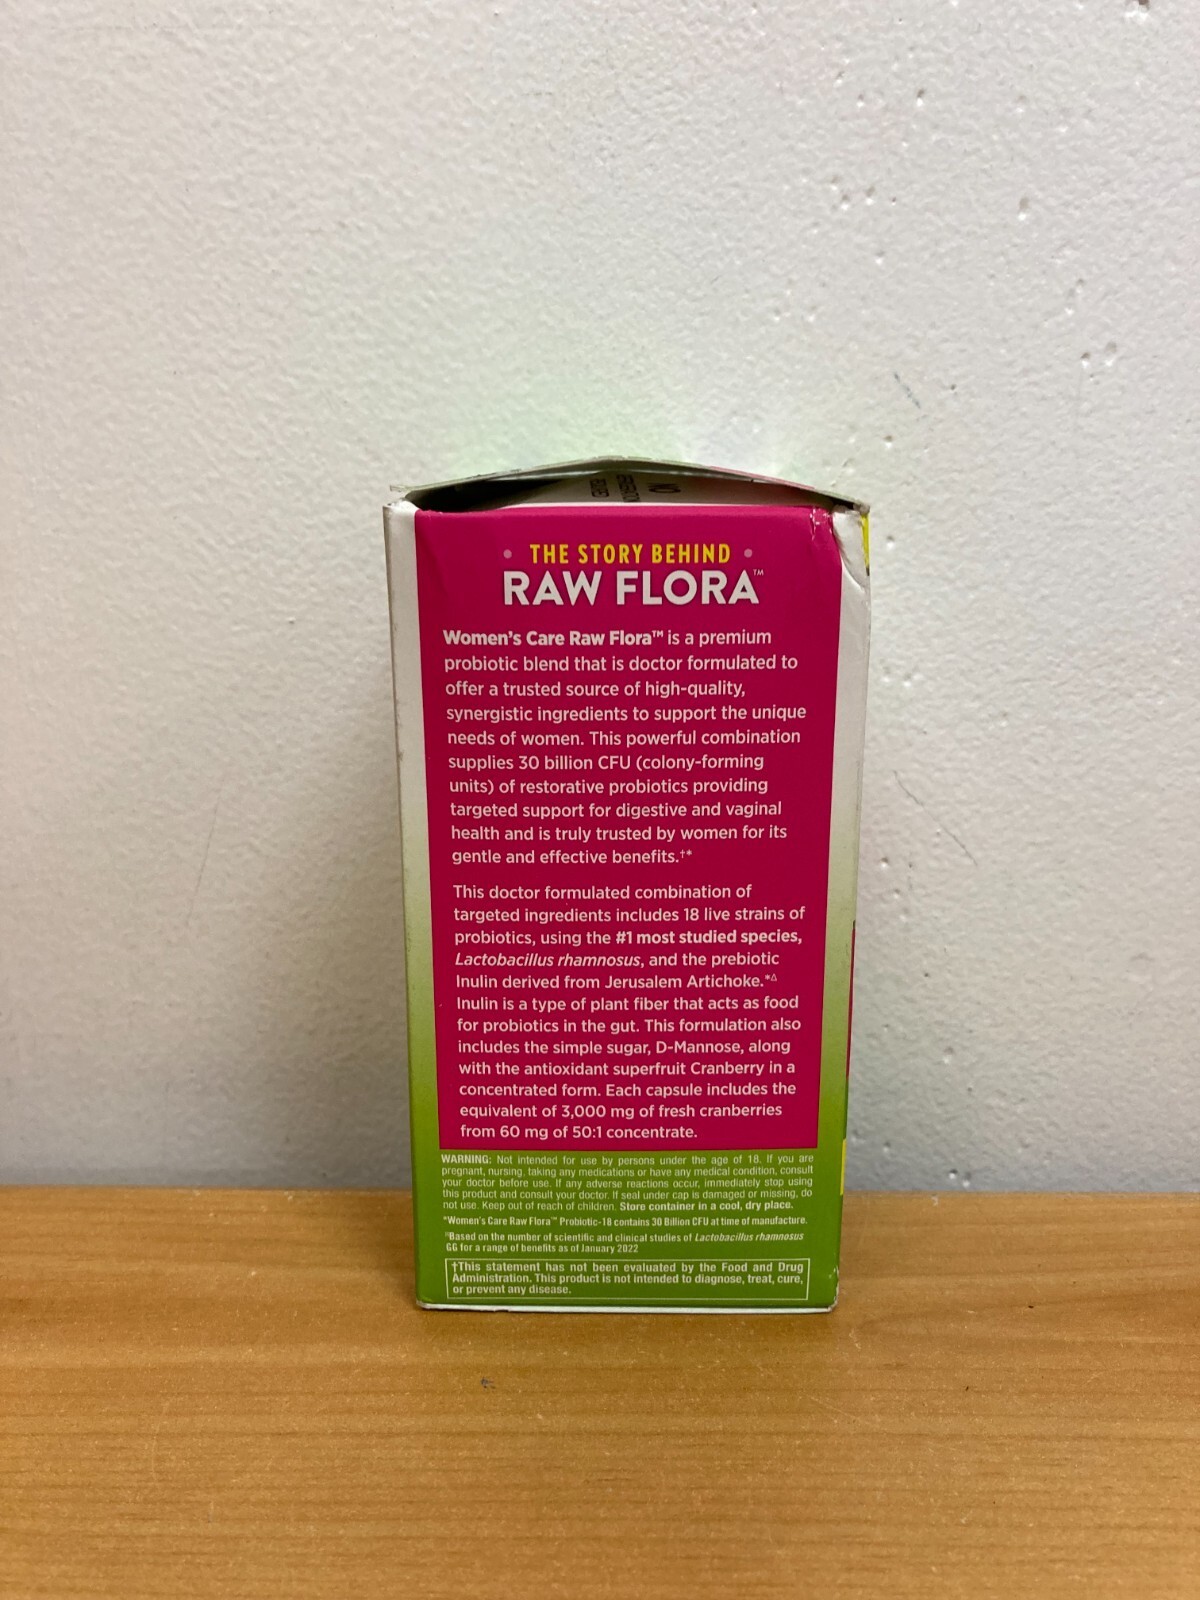 NO
REFRIGERATION
REQUIRED
• THE STORY BEHIND •
RAW FLORA™
Women's Care Raw Flora™ is a premium
probiotic blend that is doctor formulated to
offer a trusted source of high-quality,
synergistic ingredients to support the unique
needs of women. This powerful combination
supplies 30 billion CFU (colony-forming
units) of restorative probiotics providing
targeted support for digestive and vaginal
health and is truly trusted by women for its
gentle and effective benefits.†*
This doctor formulated combination of
targeted ingredients includes 18 live strains of
probiotics, using the #1 most studied species,
Lactobacillus rhamnosus, and the prebiotic
Inulin derived from Jerusalem Artichoke.*Δ
Inulin is a type of plant fiber that acts as food
for probiotics in the gut. This formulation also
includes the simple sugar, D-Mannose, along
with the antioxidant superfruit Cranberry in a
concentrated form. Each capsule includes the
equivalent of 3,000 mg of fresh cranberries
from 60 mg of 50:1 concentrate.
WARNING: Not intended for use by persons under the age of 18. If you are
pregnant, nursing, taking any medications or have any medical condition, consult
your doctor before use. If any adverse reactions occur, immediately stop using
this product and consult your doctor. If seal under cap is damaged or missing, do
not use. Keep out of reach of children. Store container in a cool, dry place.
*Women's Care Raw Flora™ Probiotic-18 contains 30 Billion CFU at time of manufacture.
ΔBased on the number of scientific and clinical studies of Lactobacillus rhamnosus
GG for a range of benefits as of January 2022
†This statement has not been evaluated by the Food and Drug
Administration. This product is not intended to diagnose, treat, cure,
or prevent any disease.